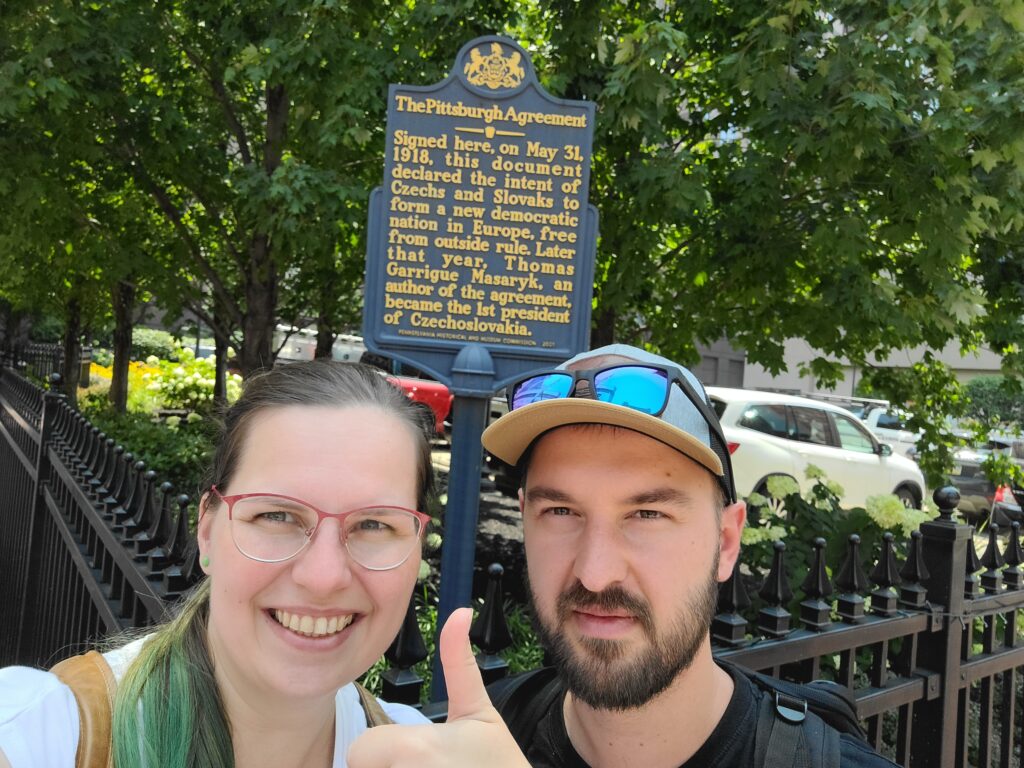 The Pittsburgh Agreement
Signed here, on May 31,
1918, this document
declared the intent of
Czechs and Slovaks to
form a new democratic
nation in Europe, free
from outside rule. Later
that year, Thomas
Garrigue Masaryk, an
author of the agreement,
became the 1st president
of Czechoslovakia.
PENNSYLVANIA HISTORICAL AND MUSEUM COMMISSION 2007